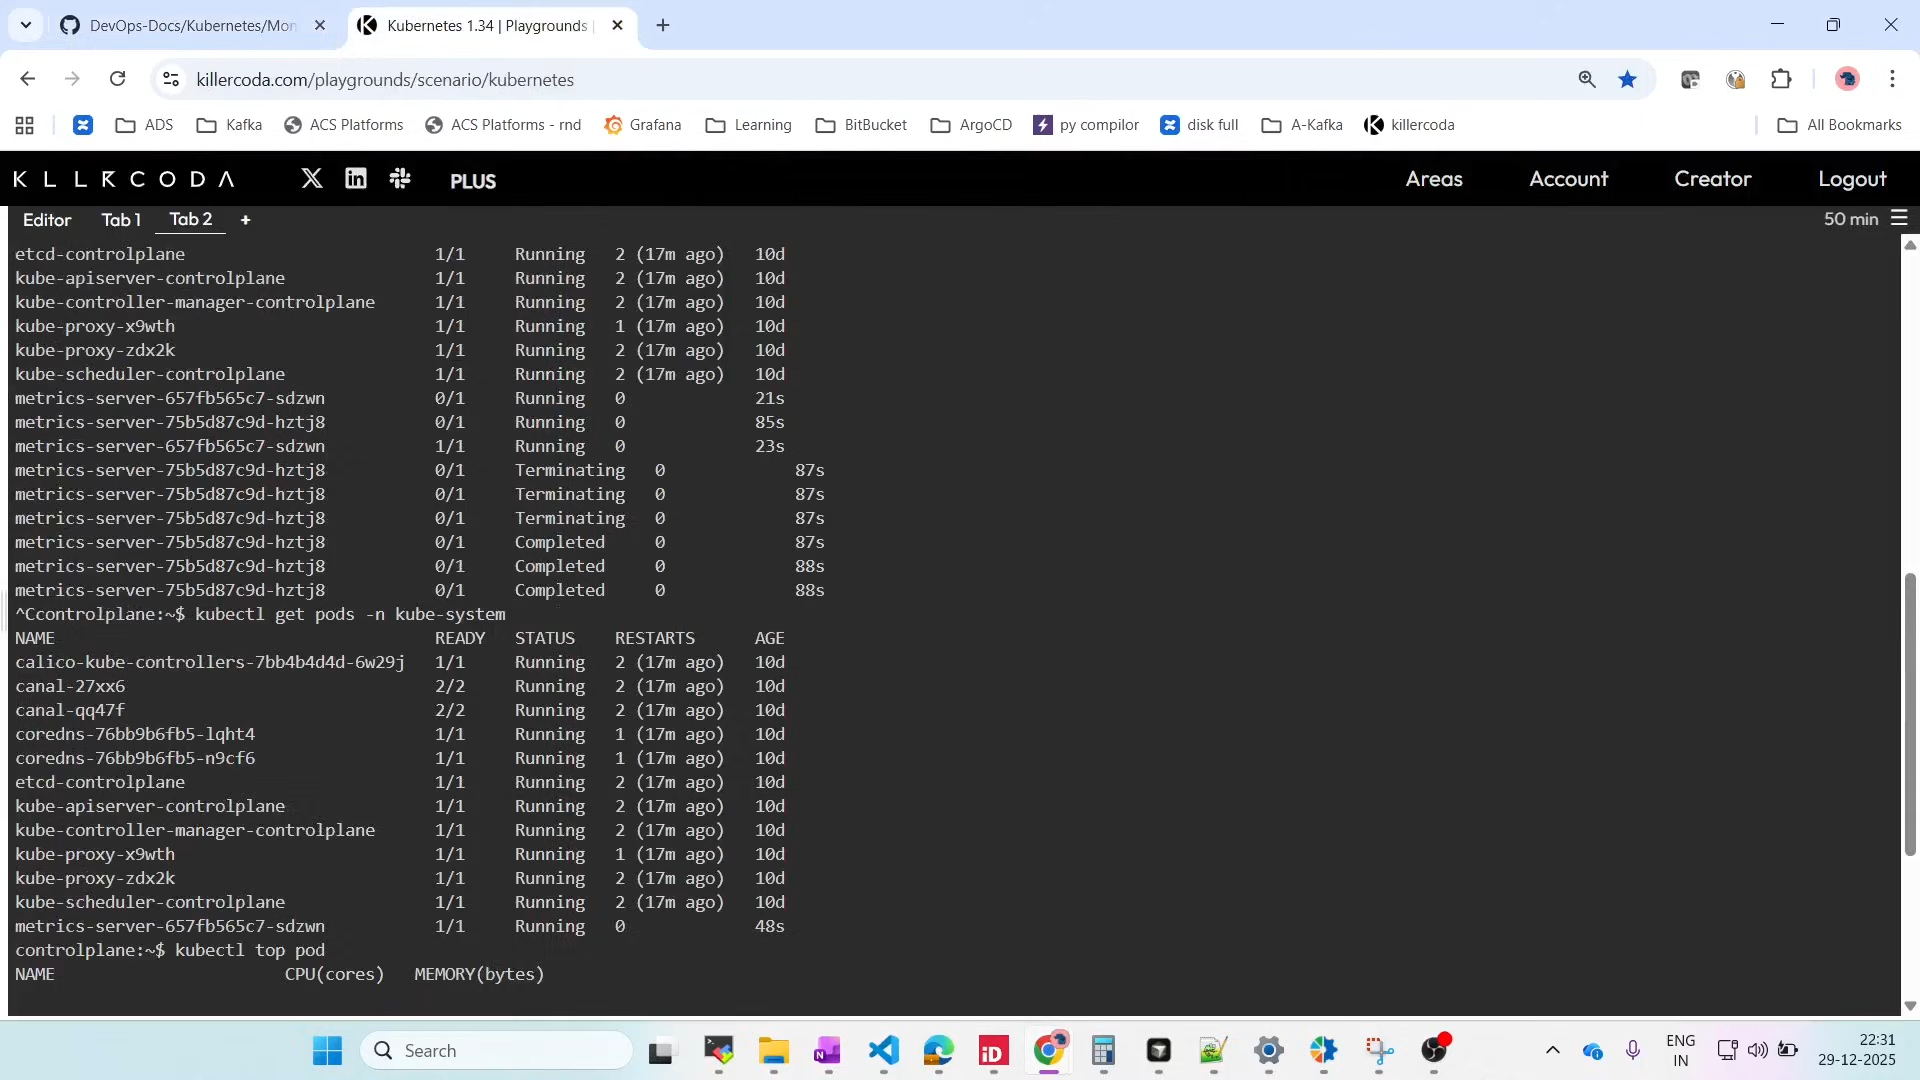 DevOps-Docs/Kubernetes/Mon
Kubernetes 1.34 | Playgrounds
killercoda.com/playgrounds/scenario/kubernetes
ADS Kafka ACS Platforms ACS Platforms - rnd Grafana Learning BitBucket ArgoCD py compilor disk full A-Kafka killercoda All Bookmarks
KILLERCODA PLUS Areas Account Creator Logout
Editor Tab 1 Tab 2 + 50 min
etcd-controlplane 1/1 Running 2 (17m ago) 10d
kube-apiserver-controlplane 1/1 Running 2 (17m ago) 10d
kube-controller-manager-controlplane 1/1 Running 2 (17m ago) 10d
kube-proxy-x9wth 1/1 Running 1 (17m ago) 10d
kube-proxy-zdx2k 1/1 Running 2 (17m ago) 10d
kube-scheduler-controlplane 1/1 Running 2 (17m ago) 10d
metrics-server-657fb565c7-sdzwn 0/1 Running 0 21s
metrics-server-75b5d87c9d-hztj8 0/1 Running 0 85s
metrics-server-657fb565c7-sdzwn 1/1 Running 0 23s
metrics-server-75b5d87c9d-hztj8 0/1 Terminating 0 87s
metrics-server-75b5d87c9d-hztj8 0/1 Terminating 0 87s
metrics-server-75b5d87c9d-hztj8 0/1 Terminating 0 87s
metrics-server-75b5d87c9d-hztj8 0/1 Completed 0 87s
metrics-server-75b5d87c9d-hztj8 0/1 Completed 0 88s
metrics-server-75b5d87c9d-hztj8 0/1 Completed 0 88s
^Ccontrolplane:~$ kubectl get pods -n kube-system
NAME READY STATUS RESTARTS AGE
calico-kube-controllers-7bb4b4d4d-6w29j 1/1 Running 2 (17m ago) 10d
canal-27xx6 2/2 Running 2 (17m ago) 10d
canal-qq47f 2/2 Running 2 (17m ago) 10d
coredns-76bb9b6fb5-lqht4 1/1 Running 1 (17m ago) 10d
coredns-76bb9b6fb5-n9cf6 1/1 Running 1 (17m ago) 10d
etcd-controlplane 1/1 Running 2 (17m ago) 10d
kube-apiserver-controlplane 1/1 Running 2 (17m ago) 10d
kube-controller-manager-controlplane 1/1 Running 2 (17m ago) 10d
kube-proxy-x9wth 1/1 Running 1 (17m ago) 10d
kube-proxy-zdx2k 1/1 Running 2 (17m ago) 10d
kube-scheduler-controlplane 1/1 Running 2 (17m ago) 10d
metrics-server-657fb565c7-sdzwn 1/1 Running 0 48s
controlplane:~$ kubectl top pod
NAME CPU(cores) MEMORY(bytes)
Search
ENG
IN
22:31
29-12-2025